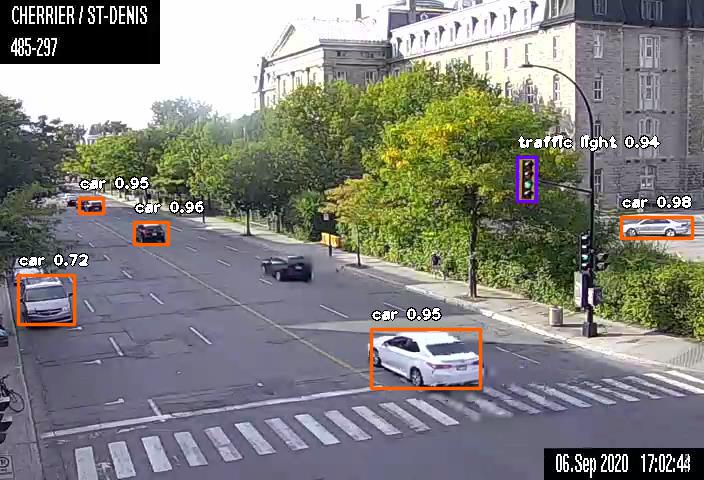 CHERRIER / ST-DENIS
485-297
traffic light 0.94
car 0.95
car 0.96
car 0.98
car 0.72
car 0.95
06.Sep 2020 17:02:44